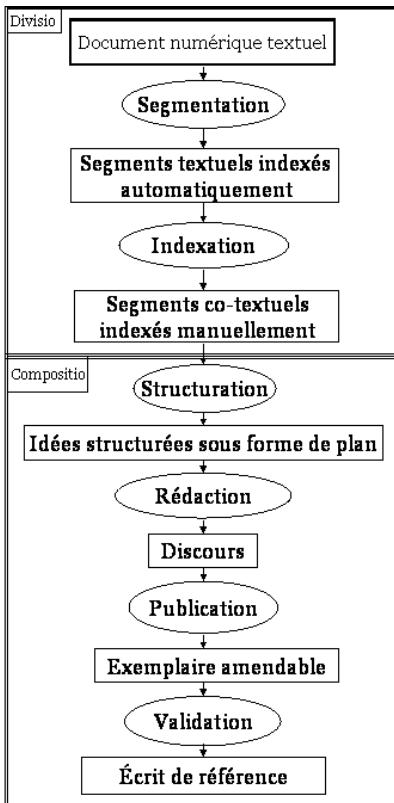 Divisio
Document numérique textuel
Segmentation
Segments textuels indexés
automatiquement
Indexation
Segments co-textuels
indexés manuellement
Compositio
Structuration
Idées structurées sous forme de plan
Rédaction
Discours
Publication
Exemplaire amendable
Validation
Écrit de référence